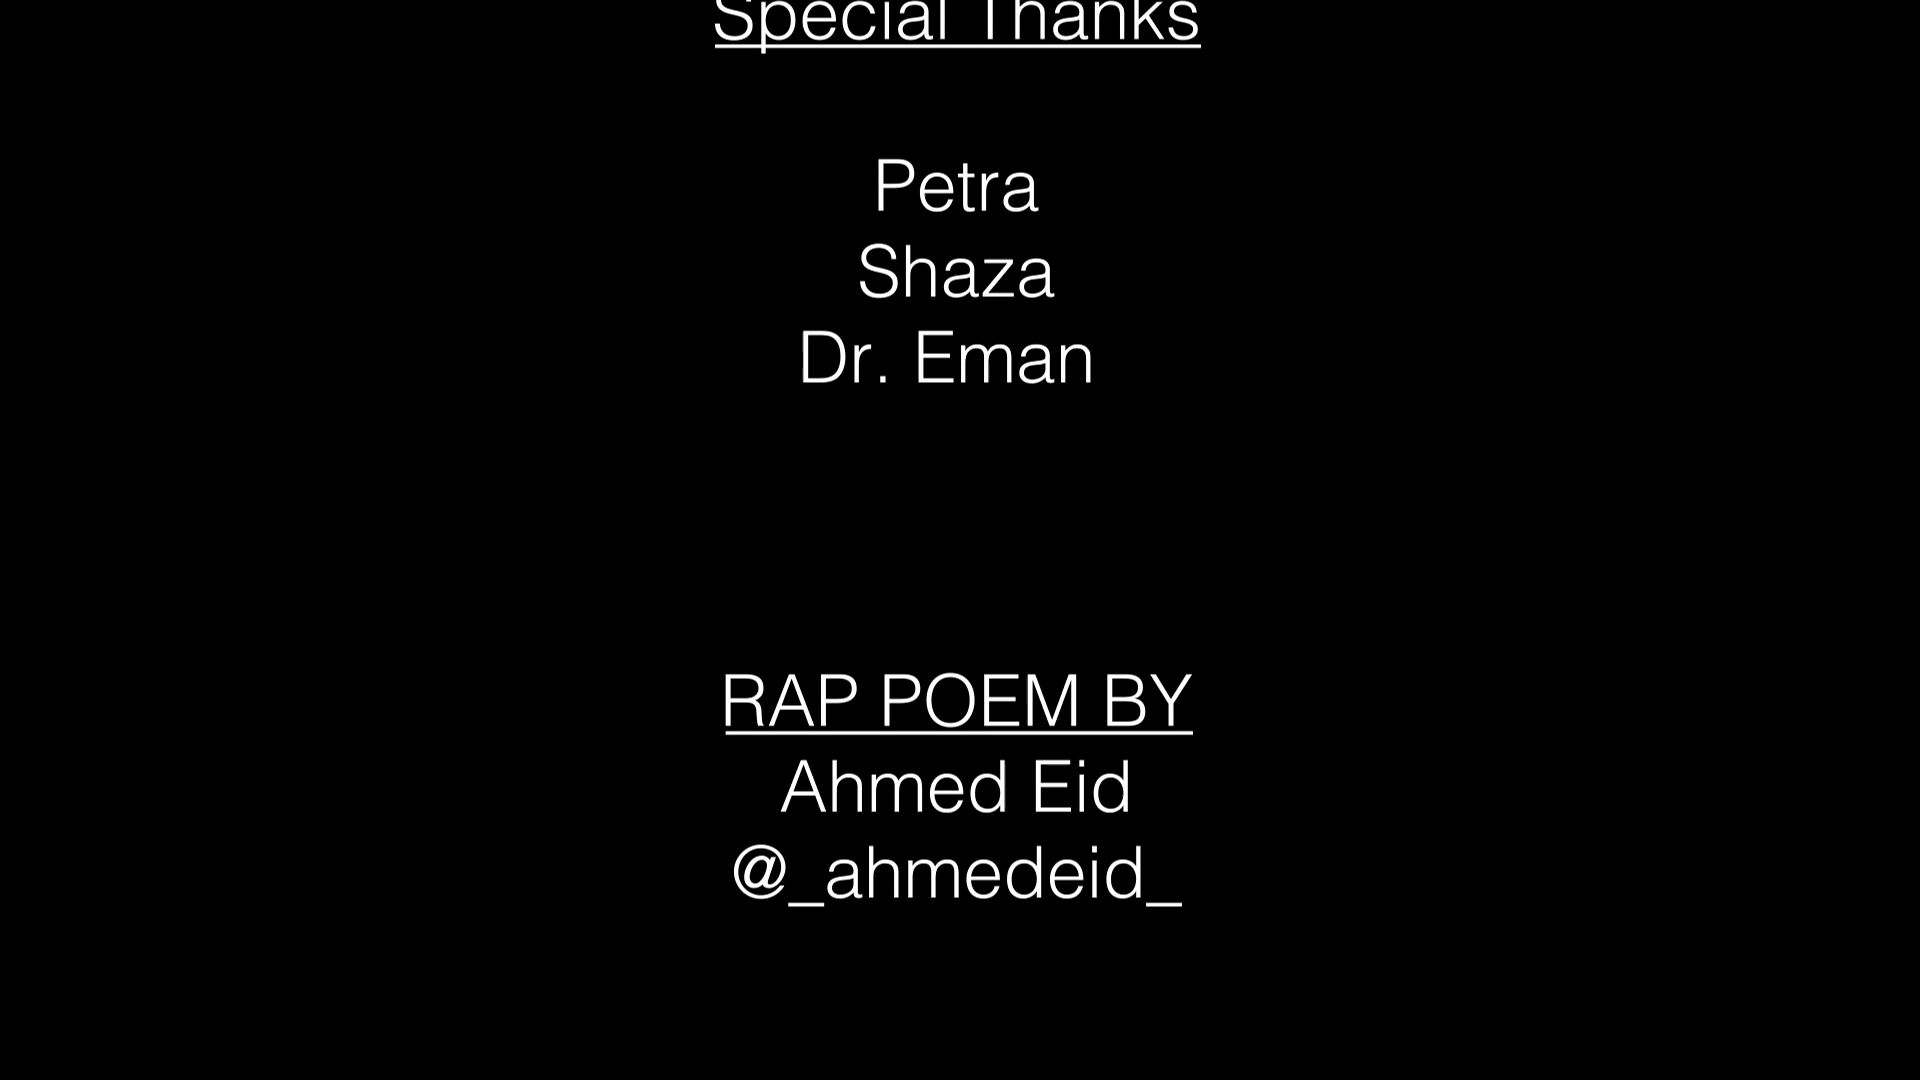 Special Thanks
Petra
Shaza
Dr. Eman
RAP POEM BY
Ahmed Eid
@_ahmedeid_